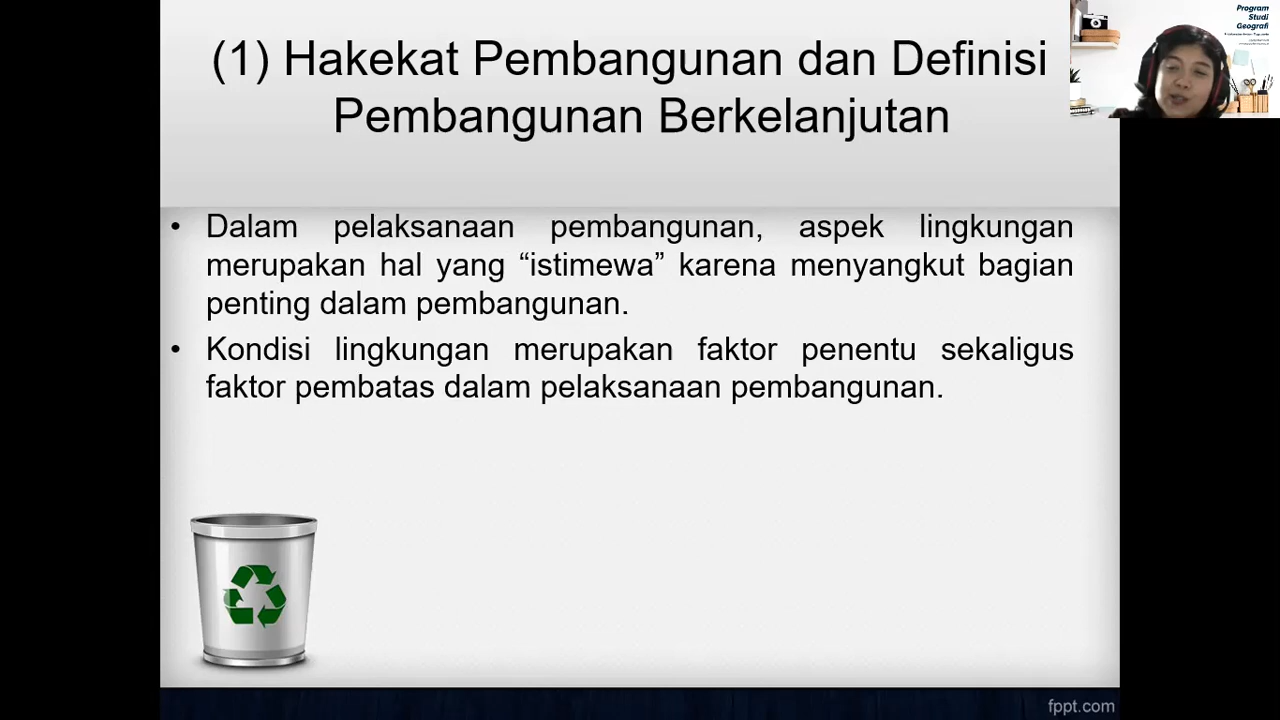 (1) Hakekat Pembangunan dan Definisi
Pembangunan Berkelanjutan
• Dalam pelaksanaan pembangunan, aspek lingkungan
merupakan hal yang “istimewa” karena menyangkut bagian
penting dalam pembangunan.
• Kondisi lingkungan merupakan faktor penentu sekaligus
faktor pembatas dalam pelaksanaan pembangunan.
Program
Studi
Geografi
fppt.com